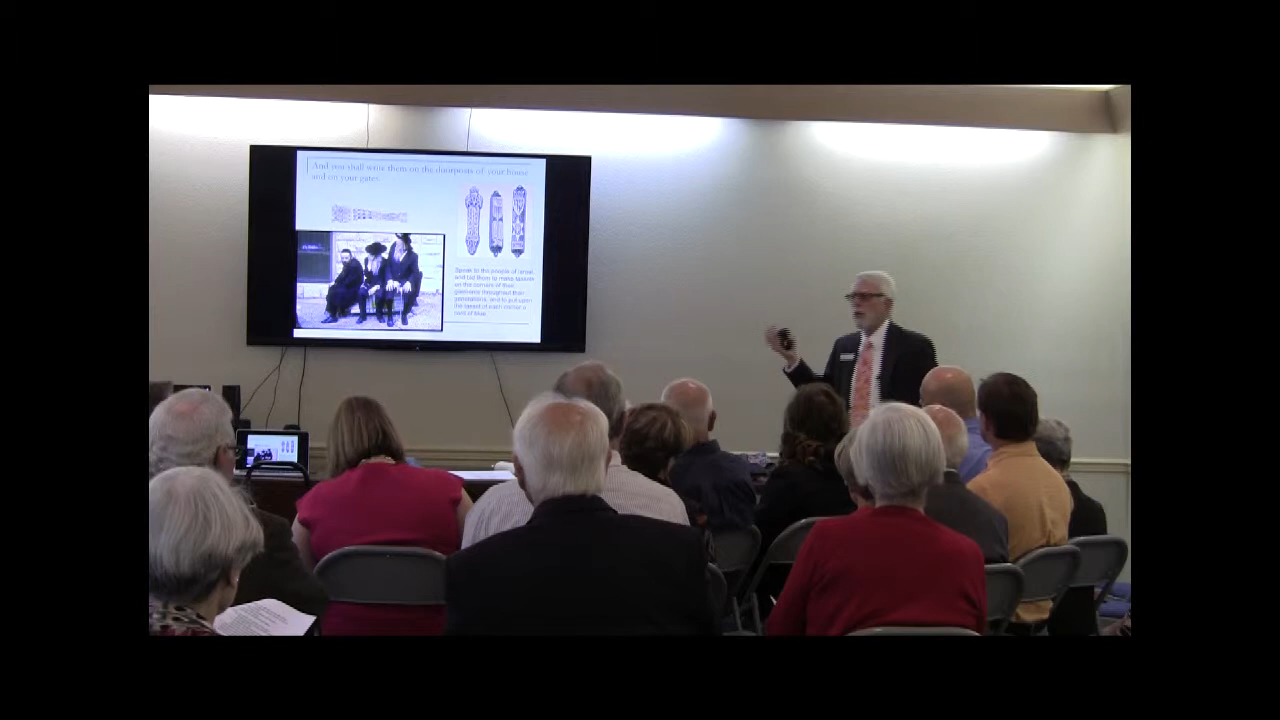 And you shall write them on the doorposts of your house
and on your gates.
Speak to the people of Israel
and tell them to make tassels
on the corners of their
garments throughout their
generations, and to put upon
the tassel of each corner a
cord of blue.